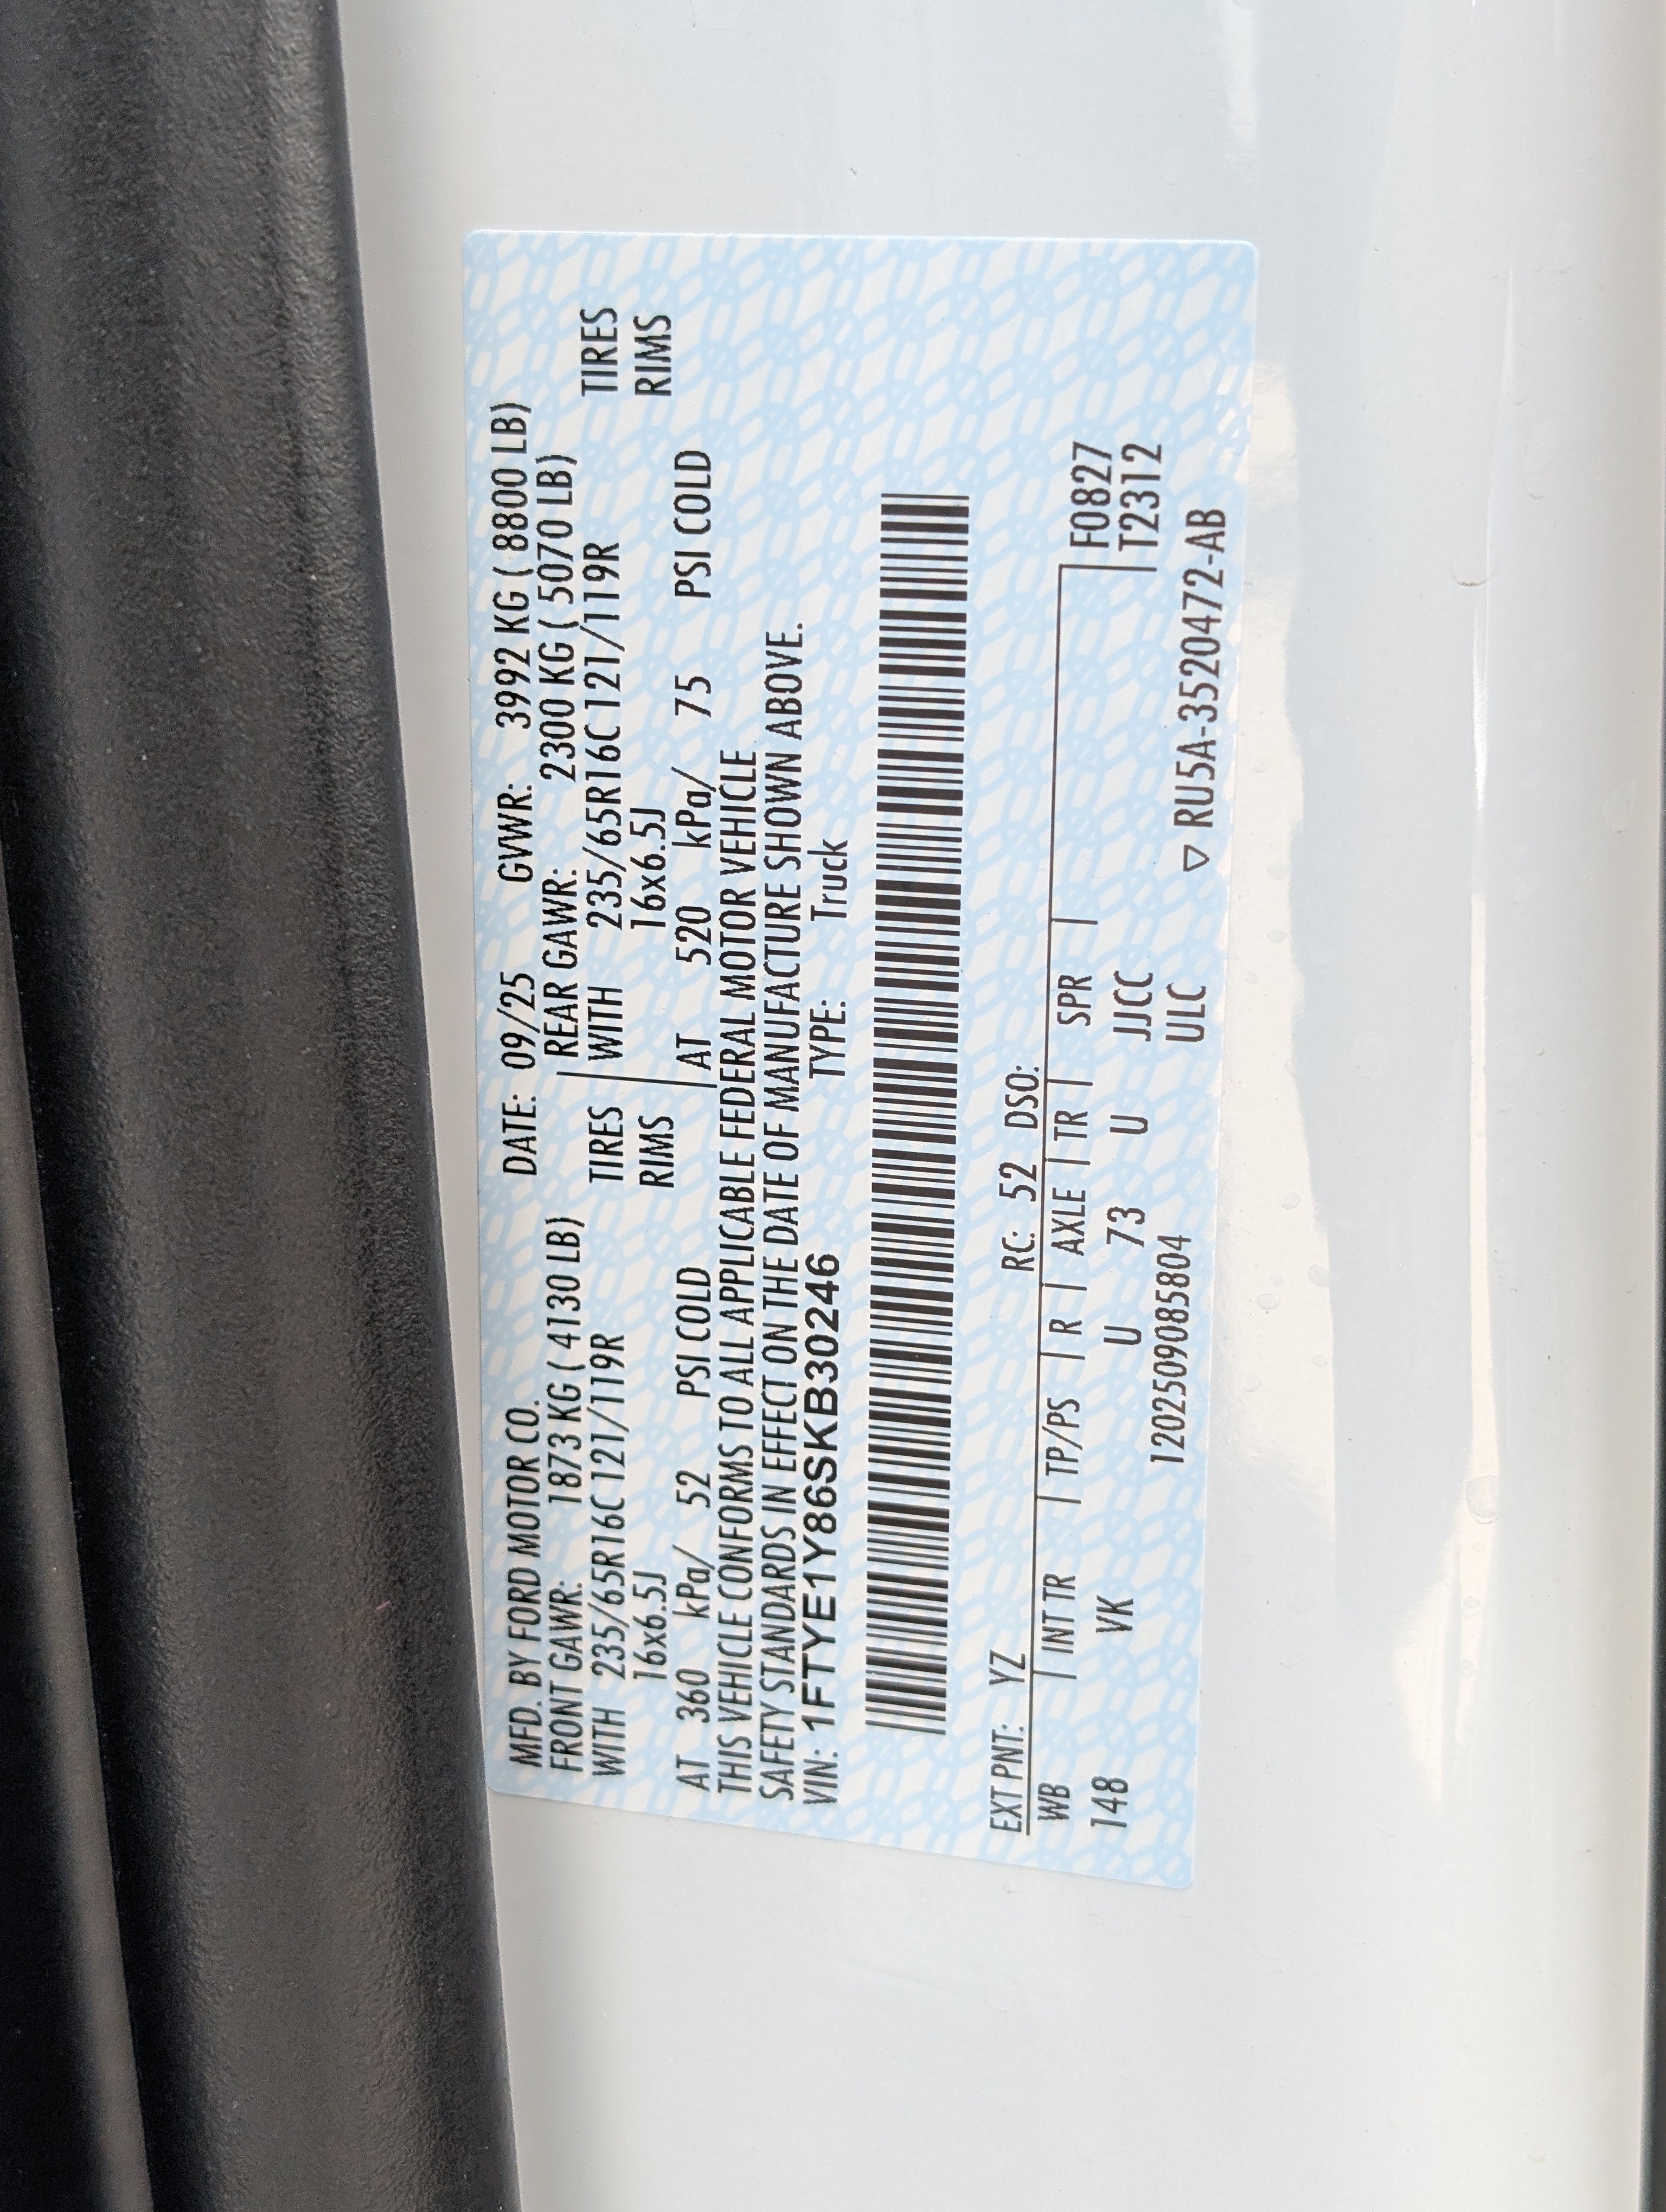 MFD. BY FORD MOTOR CO. DATE: 09/25 GVWR: 3992 KG ( 8800 LB)
FRONT GAWR: 1873 KG ( 4130 LB) REAR GAWR: 2300 KG ( 5070 LB)
WITH 235/65R16C 121/119R TIRES WITH 235/65R16C 121/119R TIRES
16x6.5J RIMS 16x6.5J RIMS
AT 360 kPa/ 52 PSI COLD AT 520 kPa/ 75 PSI COLD
THIS VEHICLE CONFORMS TO ALL APPLICABLE FEDERAL MOTOR VEHICLE
SAFETY STANDARDS IN EFFECT ON THE DATE OF MANUFACTURE SHOWN ABOVE.
VIN: 1FTYE1Y86SKB30246 TYPE: Truck
EXT PNT: YZ RC: 52 DSO:
WB INT TR TP/PS R AXLE TR SPR F0827
148 VK U 73 U JJCC T2312
1202509085804 ULC
▽ RU5A-3520472-AB